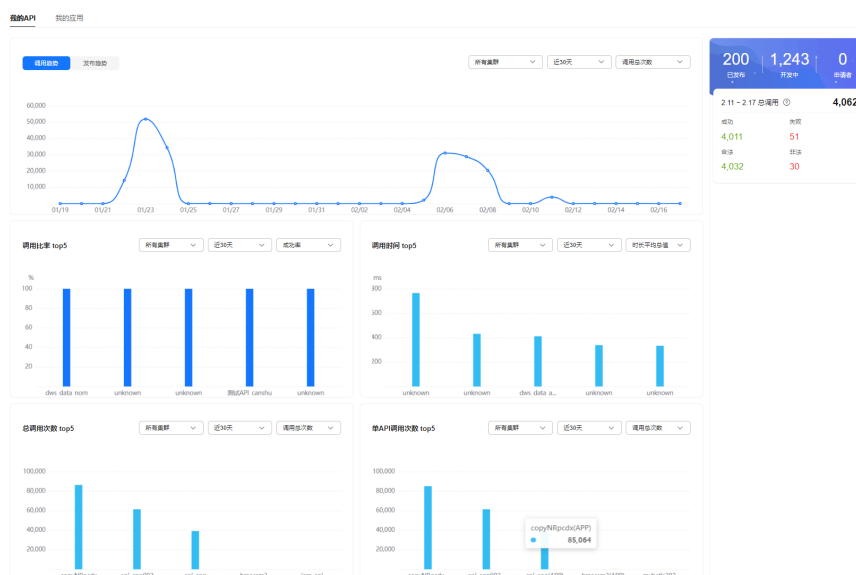 我的API 我的应用
调用趋势 发布趋势 所有集群 近30天 调用总次数
60,000
50,000
40,000
30,000
20,000
10,000
01/19 01/21 01/23 01/25 01/27 01/29 01/31 02/02 02/04 02/06 02/08 02/10 02/12 02/14 02/16
200 1,243 0
已发布 开发中 申请者
2.11 ~ 2.17 总调用 4,062
成功 失败
4,011 51
合法 非法
4,032 30
调用比率 top5 所有集群 近30天 成功率
%
100
80
60
40
20
dws data nom unknown unknown 测试API canshu unknown
调用时间 top5 所有集群 近30天 时长平均总值
ms
800
600
400
200
unknown unknown dws data a... unknown unknown
总调用次数 top5 所有集群 近30天 调用总次数
100,000
80,000
60,000
40,000
20,000
单API调用次数 top5 所有集群 近30天 调用总次数
100,000
80,000
60,000
40,000
20,000
copyNRpcdx(APP)
85,064